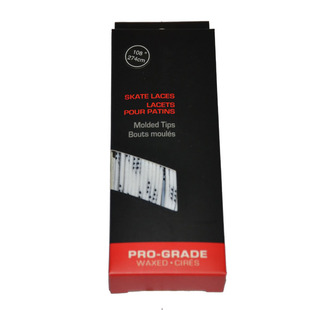 108"
274cm
SKATE LACES
LACETS
POUR PATINS
Molded Tips
Bouts moulés
PRO-GRADE
WAXED • CIRÉS